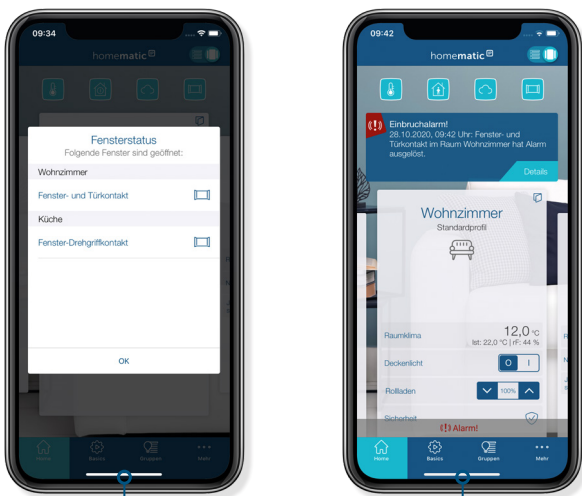 09:34
homematic IP
Fensterstatus
Folgende Fenster sind geöffnet:
Wohnzimmer
Fenster- und Türkontakt
Küche
Fenster-Drehgriffkontakt
OK
Home
Basics
Gruppen
Mehr
09:42
homematic IP
Einbruchalarm!
28.10.2020, 09:42 Uhr: Fenster- und
Türkontakt im Raum Wohnzimmer hat Alarm
ausgelöst.
Details
Wohnzimmer
Standardprofil
Raumklima
12,0 °C
Ist: 22,0 °C | rF: 44 %
Deckenlicht
O I
Rollladen
100%
Sicherheit
Alarm!
Home
Basics
Gruppen
Mehr